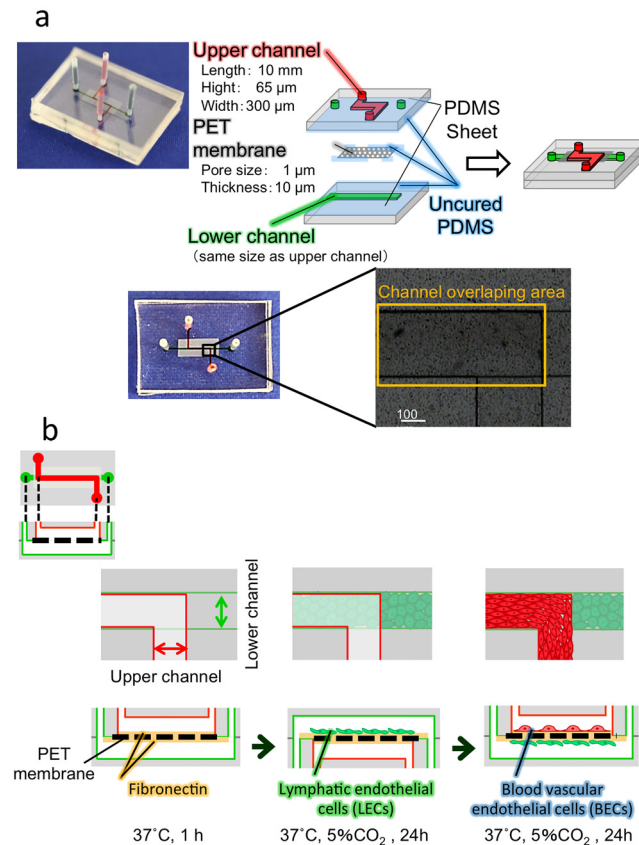 a
Upper channel
Length: 10 mm
Hight: 65 µm
Width: 300 µm
PET
membrane
Pore size: 1 µm
Thickness: 10 µm
PDMS
Sheet
Uncured
PDMS
Lower channel
(same size as upper channel)
Channel overlaping area
100
b
Lower channel
Upper channel
PET
membrane
Fibronectin
Lymphatic endothelial
cells (LECs)
Blood vascular
endothelial cells (BECs)
37˚C, 1 h
37˚C, 5%CO₂ , 24h
37˚C, 5%CO₂ , 24h